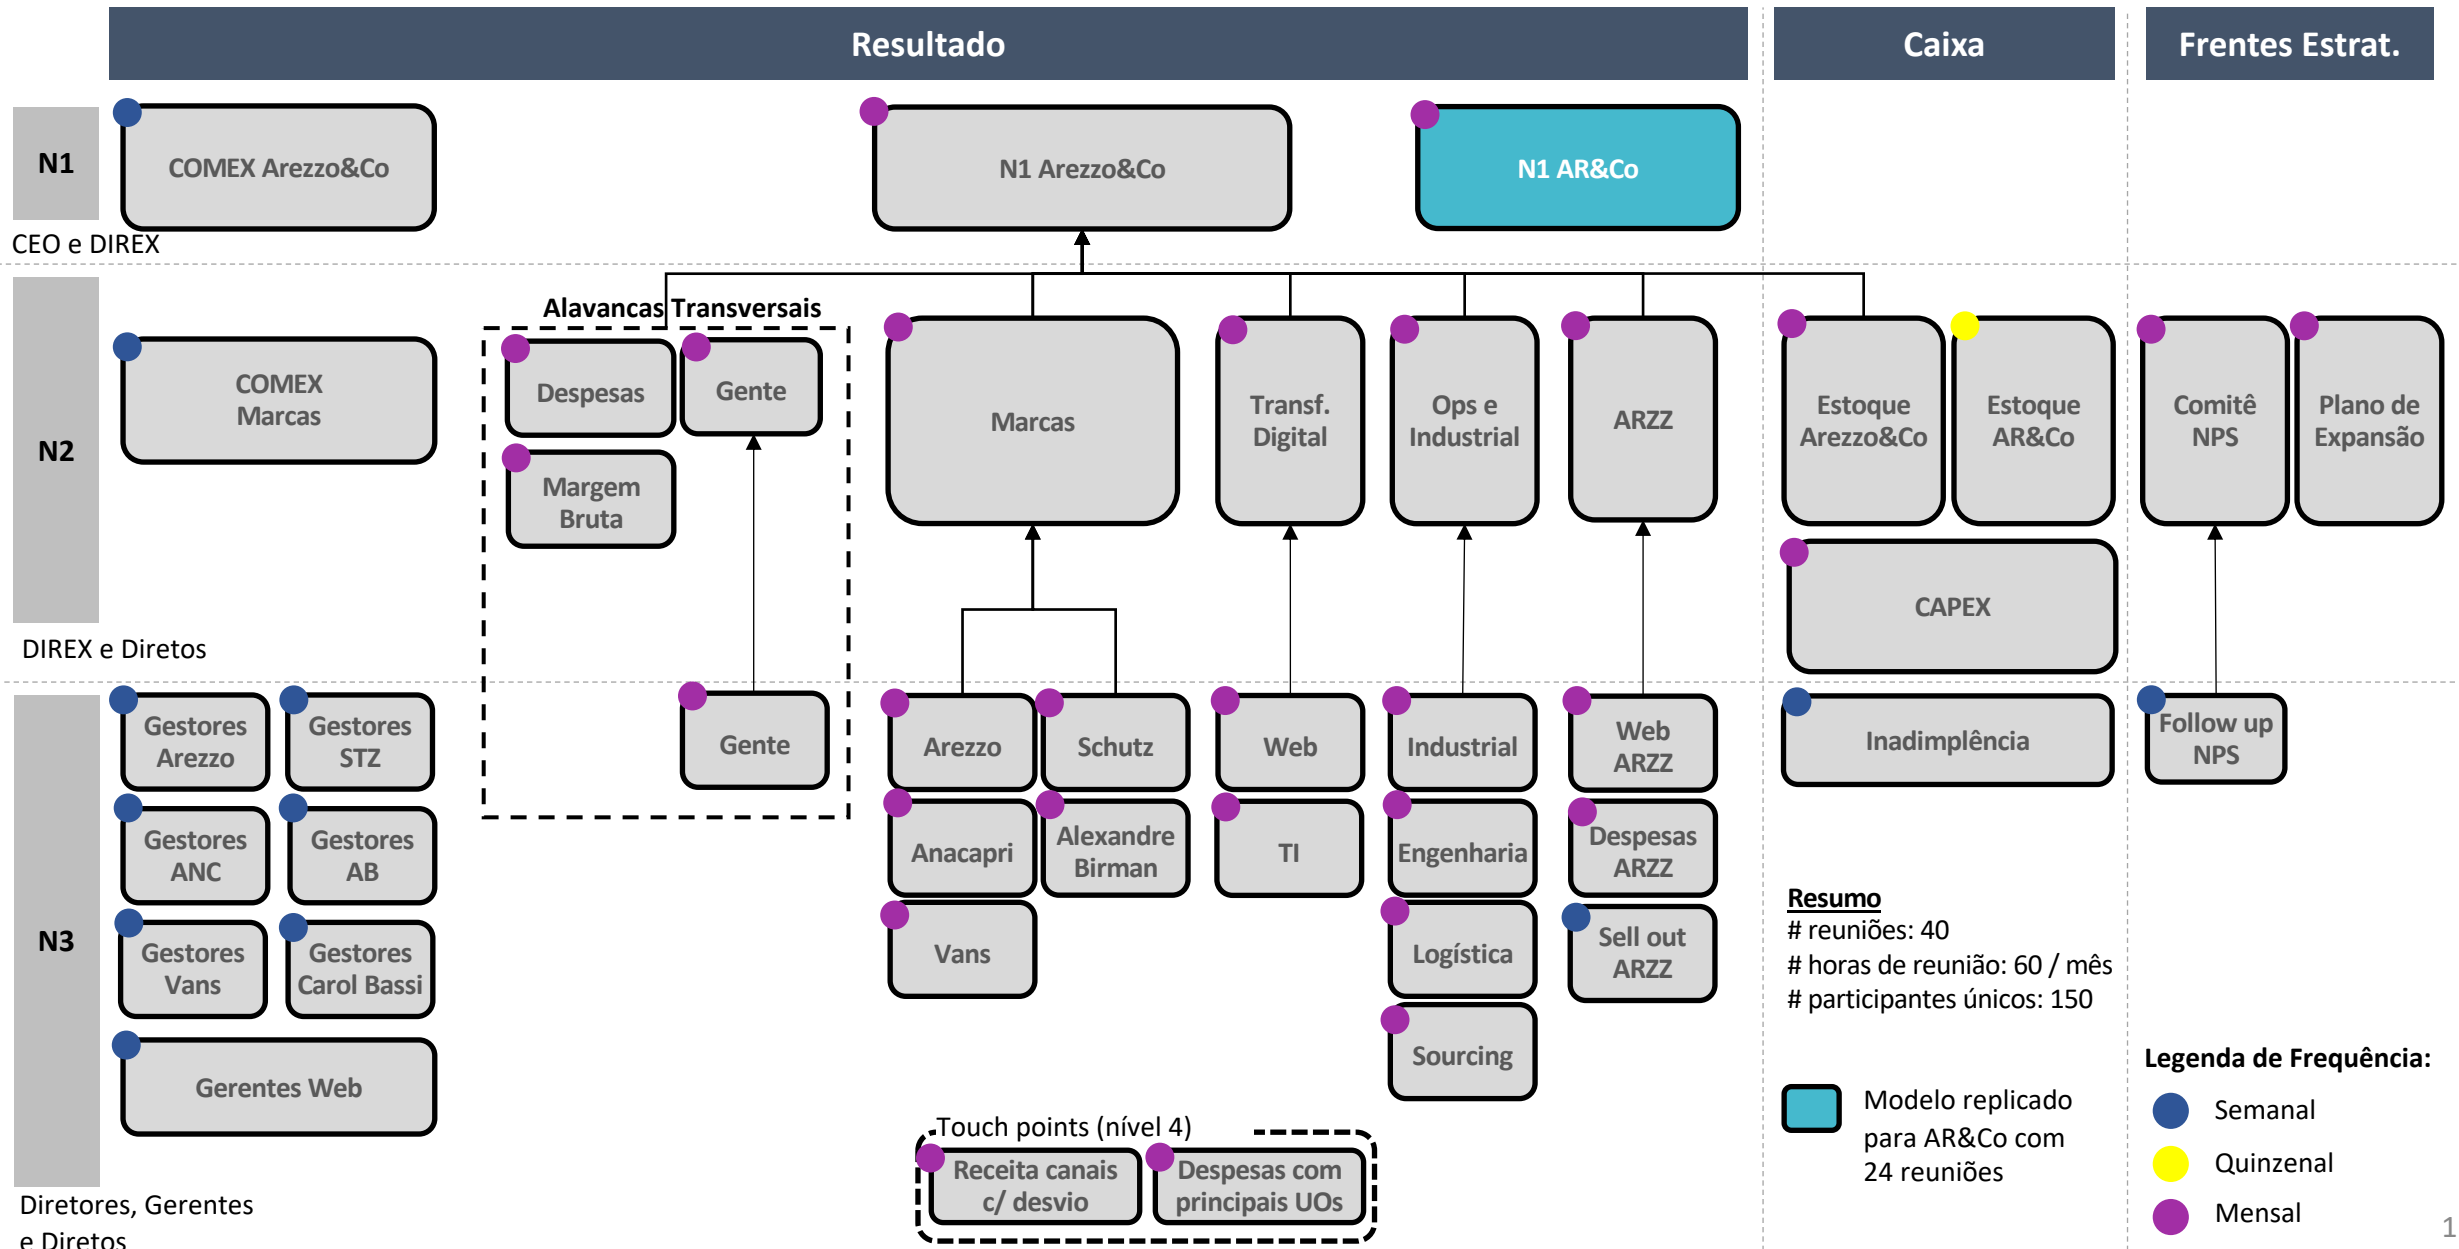 Resultado
Caixa
Frentes Estrat.
N1
CEO e DIREX
COMEX Arezzo&Co
N1 Arezzo&Co
N1 AR&Co
N2
DIREX e Diretos
COMEX
Marcas
Alavancas Transversais
Despesas
Gente
Margem
Bruta
Marcas
Transf.
Digital
Ops e
Industrial
ARZZ
Estoque
Arezzo&Co
Estoque
AR&Co
CAPEX
Comitê
NPS
Plano de
Expansão
N3
Diretores, Gerentes
e Diretos
Gestores
Arezzo
Gestores
STZ
Gestores
ANC
Gestores
AB
Gestores
Vans
Gestores
Carol Bassi
Gerentes Web
Gente
Arezzo
Schutz
Anacapri
Alexandre
Birman
Vans
Web
TI
Industrial
Engenharia
Logística
Sourcing
Web
ARZZ
Despesas
ARZZ
Sell out
ARZZ
Inadimplência
Follow up
NPS
Touch points (nível 4)
Receita canais
c/ desvio
Despesas com
principais UOs
Resumo
# reuniões: 40
# horas de reunião: 60 / mês
# participantes únicos: 150
Modelo replicado
para AR&Co com
24 reuniões
Legenda de Frequência:
Semanal
Quinzenal
Mensal
1